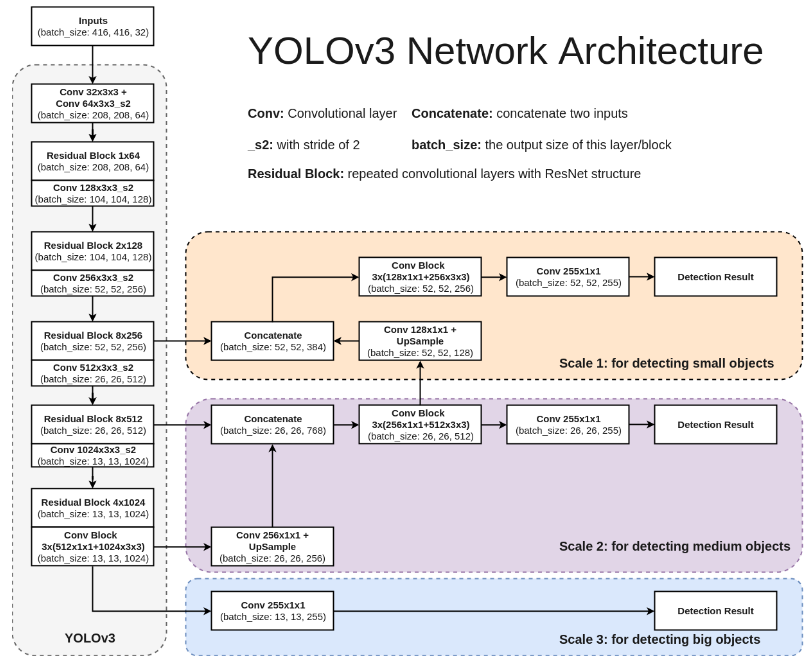 YOLOv3 Network Architecture
Conv: Convolutional layer Concatenate: concatenate two inputs
_s2: with stride of 2 batch_size: the output size of this layer/block
Residual Block: repeated convolutional layers with ResNet structure
Inputs
(batch_size: 416, 416, 32)
Conv 32x3x3 +
Conv 64x3x3_s2
(batch_size: 208, 208, 64)
Residual Block 1x64
(batch_size: 208, 208, 64)
Conv 128x3x3_s2
(batch_size: 104, 104, 128)
Residual Block 2x128
(batch_size: 104, 104, 128)
Conv 256x3x3_s2
(batch_size: 52, 52, 256)
Residual Block 8x256
(batch_size: 52, 52, 256)
Conv 512x3x3_s2
(batch_size: 26, 26, 512)
Residual Block 8x512
(batch_size: 26, 26, 512)
Conv 1024x3x3_s2
(batch_size: 13, 13, 1024)
Residual Block 4x1024
(batch_size: 13, 13, 1024)
Conv Block
3x(512x1x1+1024x3x3)
(batch_size: 13, 13, 1024)
YOLOv3
Conv Block
3x(128x1x1+256x3x3)
(batch_size: 52, 52, 256)
Conv 255x1x1
(batch_size: 52, 52, 255)
Detection Result
Concatenate
(batch_size: 52, 52, 384)
Conv 128x1x1 +
UpSample
(batch_size: 52, 52, 128)
Scale 1: for detecting small objects
Concatenate
(batch_size: 26, 26, 768)
Conv Block
3x(256x1x1+512x3x3)
(batch_size: 26, 26, 512)
Conv 255x1x1
(batch_size: 26, 26, 255)
Detection Result
Conv 256x1x1 +
UpSample
(batch_size: 26, 26, 256)
Scale 2: for detecting medium objects
Conv 255x1x1
(batch_size: 13, 13, 255)
Detection Result
Scale 3: for detecting big objects